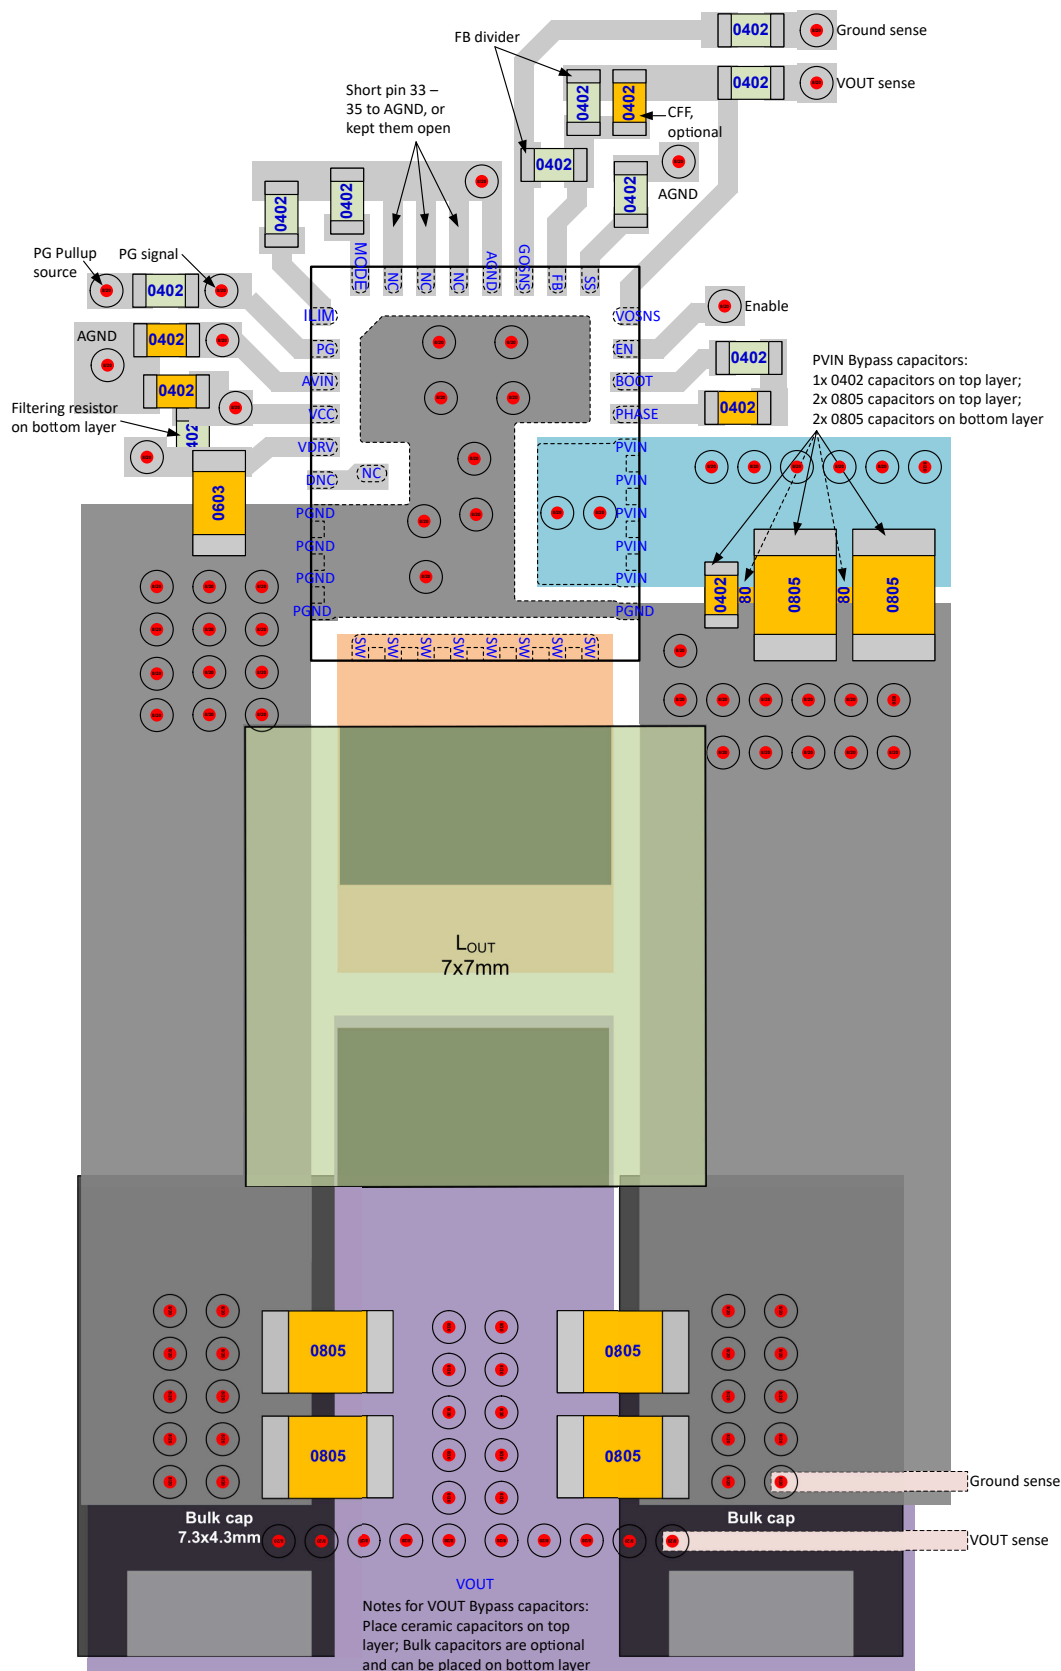 0402
Ground sense
FB divider
0402
VOUT sense
Short pin 33 –
35 to AGND, or
kept them open
0402
0402
CFF,
optional
0402
AGND
0402
0402
0402
PG Pullup
source
PG signal
0402
MODE
NC
NC
NC
AGND
GOSNS
FB
SS
Enable
ILIM
VOSNS
AGND
0402
PG
EN
0402
AVIN
BOOT
0402
VCC
PHASE
0402
PVIN Bypass capacitors:
1x 0402 capacitors on top layer;
2x 0805 capacitors on top layer;
2x 0805 capacitors on bottom layer
Filtering resistor
on bottom layer
402
VDRV
PVIN
DNC
NC
PVIN
0603
PGND
PVIN
PGND
PVIN
PGND
PVIN
PGND
PGND
0402
80
0805
80
0805
SW
SW
SW
SW
SW
SW
SW
SW
LOUT
7x7mm
0805
0805
0805
0805
Ground sense
Bulk cap
7.3x4.3mm
Bulk cap
VOUT sense
VOUT
Notes for VOUT Bypass capacitors:
Place ceramic capacitors on top
layer; Bulk capacitors are optional
and can be placed on bottom layer